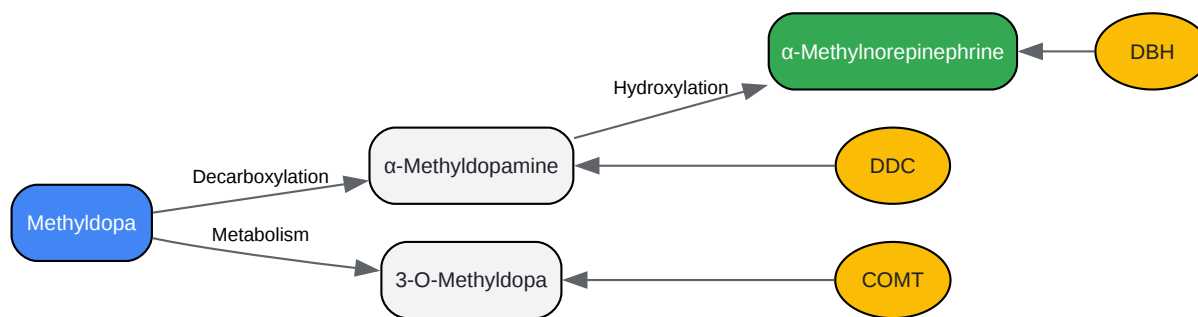 α-Methylnorepinephrine
DBH
Hydroxylation
α-Methyldopamine
DDC
Decarboxylation
Methyldopa
Metabolism
3-O-Methyldopa
COMT